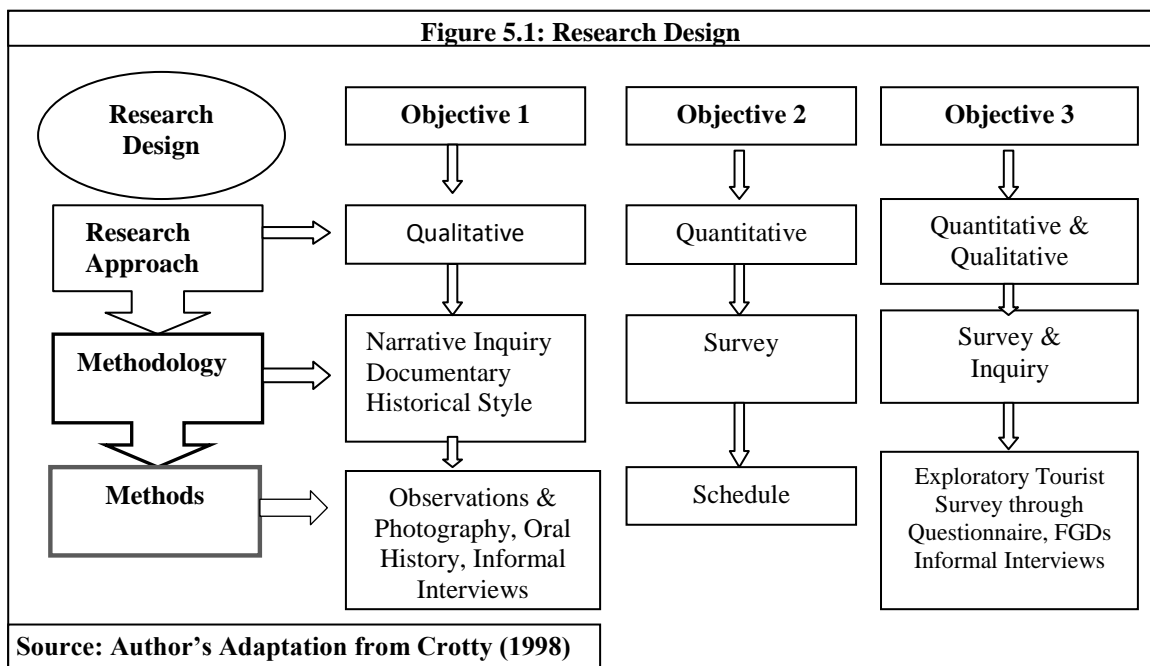 Figure 5.1: Research Design
Research
Design
Objective 1
Objective 2
Objective 3
Research
Approach
Qualitative
Quantitative
Quantitative &
Qualitative
Methodology
Narrative Inquiry
Documentary
Historical Style
Survey
Survey &
Inquiry
Methods
Observations &
Photography, Oral
History, Informal
Interviews
Schedule
Exploratory Tourist
Survey through
Questionnaire, FGDs
Informal Interviews
Source: Author's Adaptation from Crotty (1998)